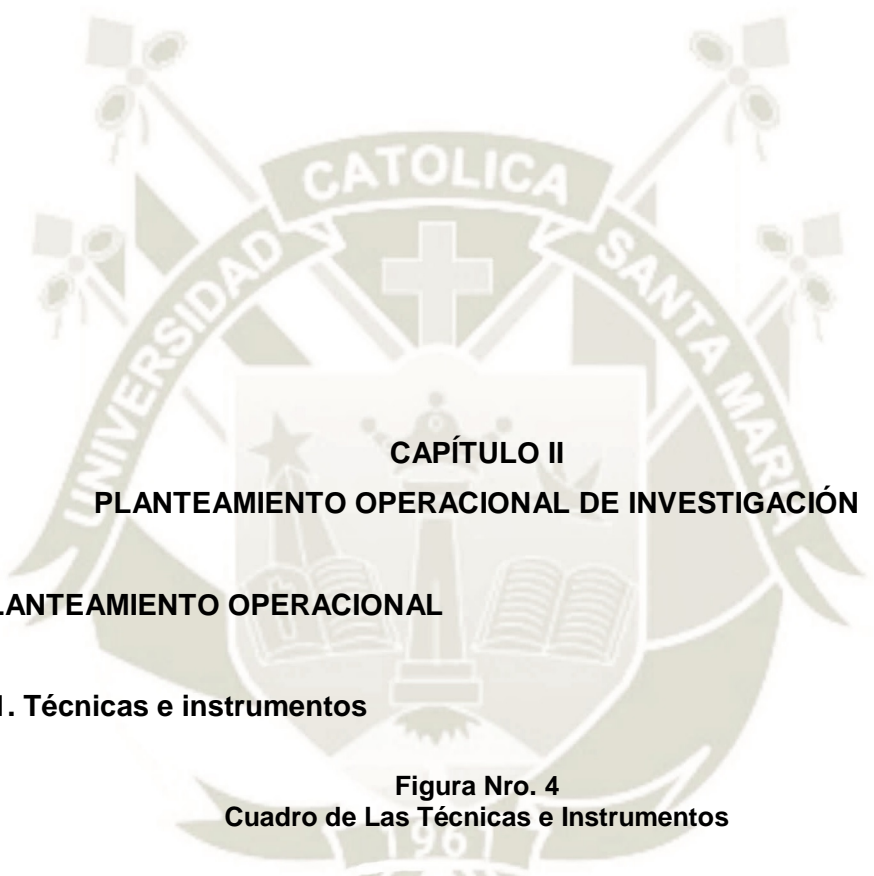 UNIVERSIDAD CATOLICA SANTA MARIA
CAPÍTULO II
PLANTEAMIENTO OPERACIONAL DE INVESTIGACIÓN
LANTEAMIENTO OPERACIONAL
. Técnicas e instrumentos
Figura Nro. 4
Cuadro de Las Técnicas e Instrumentos
1961